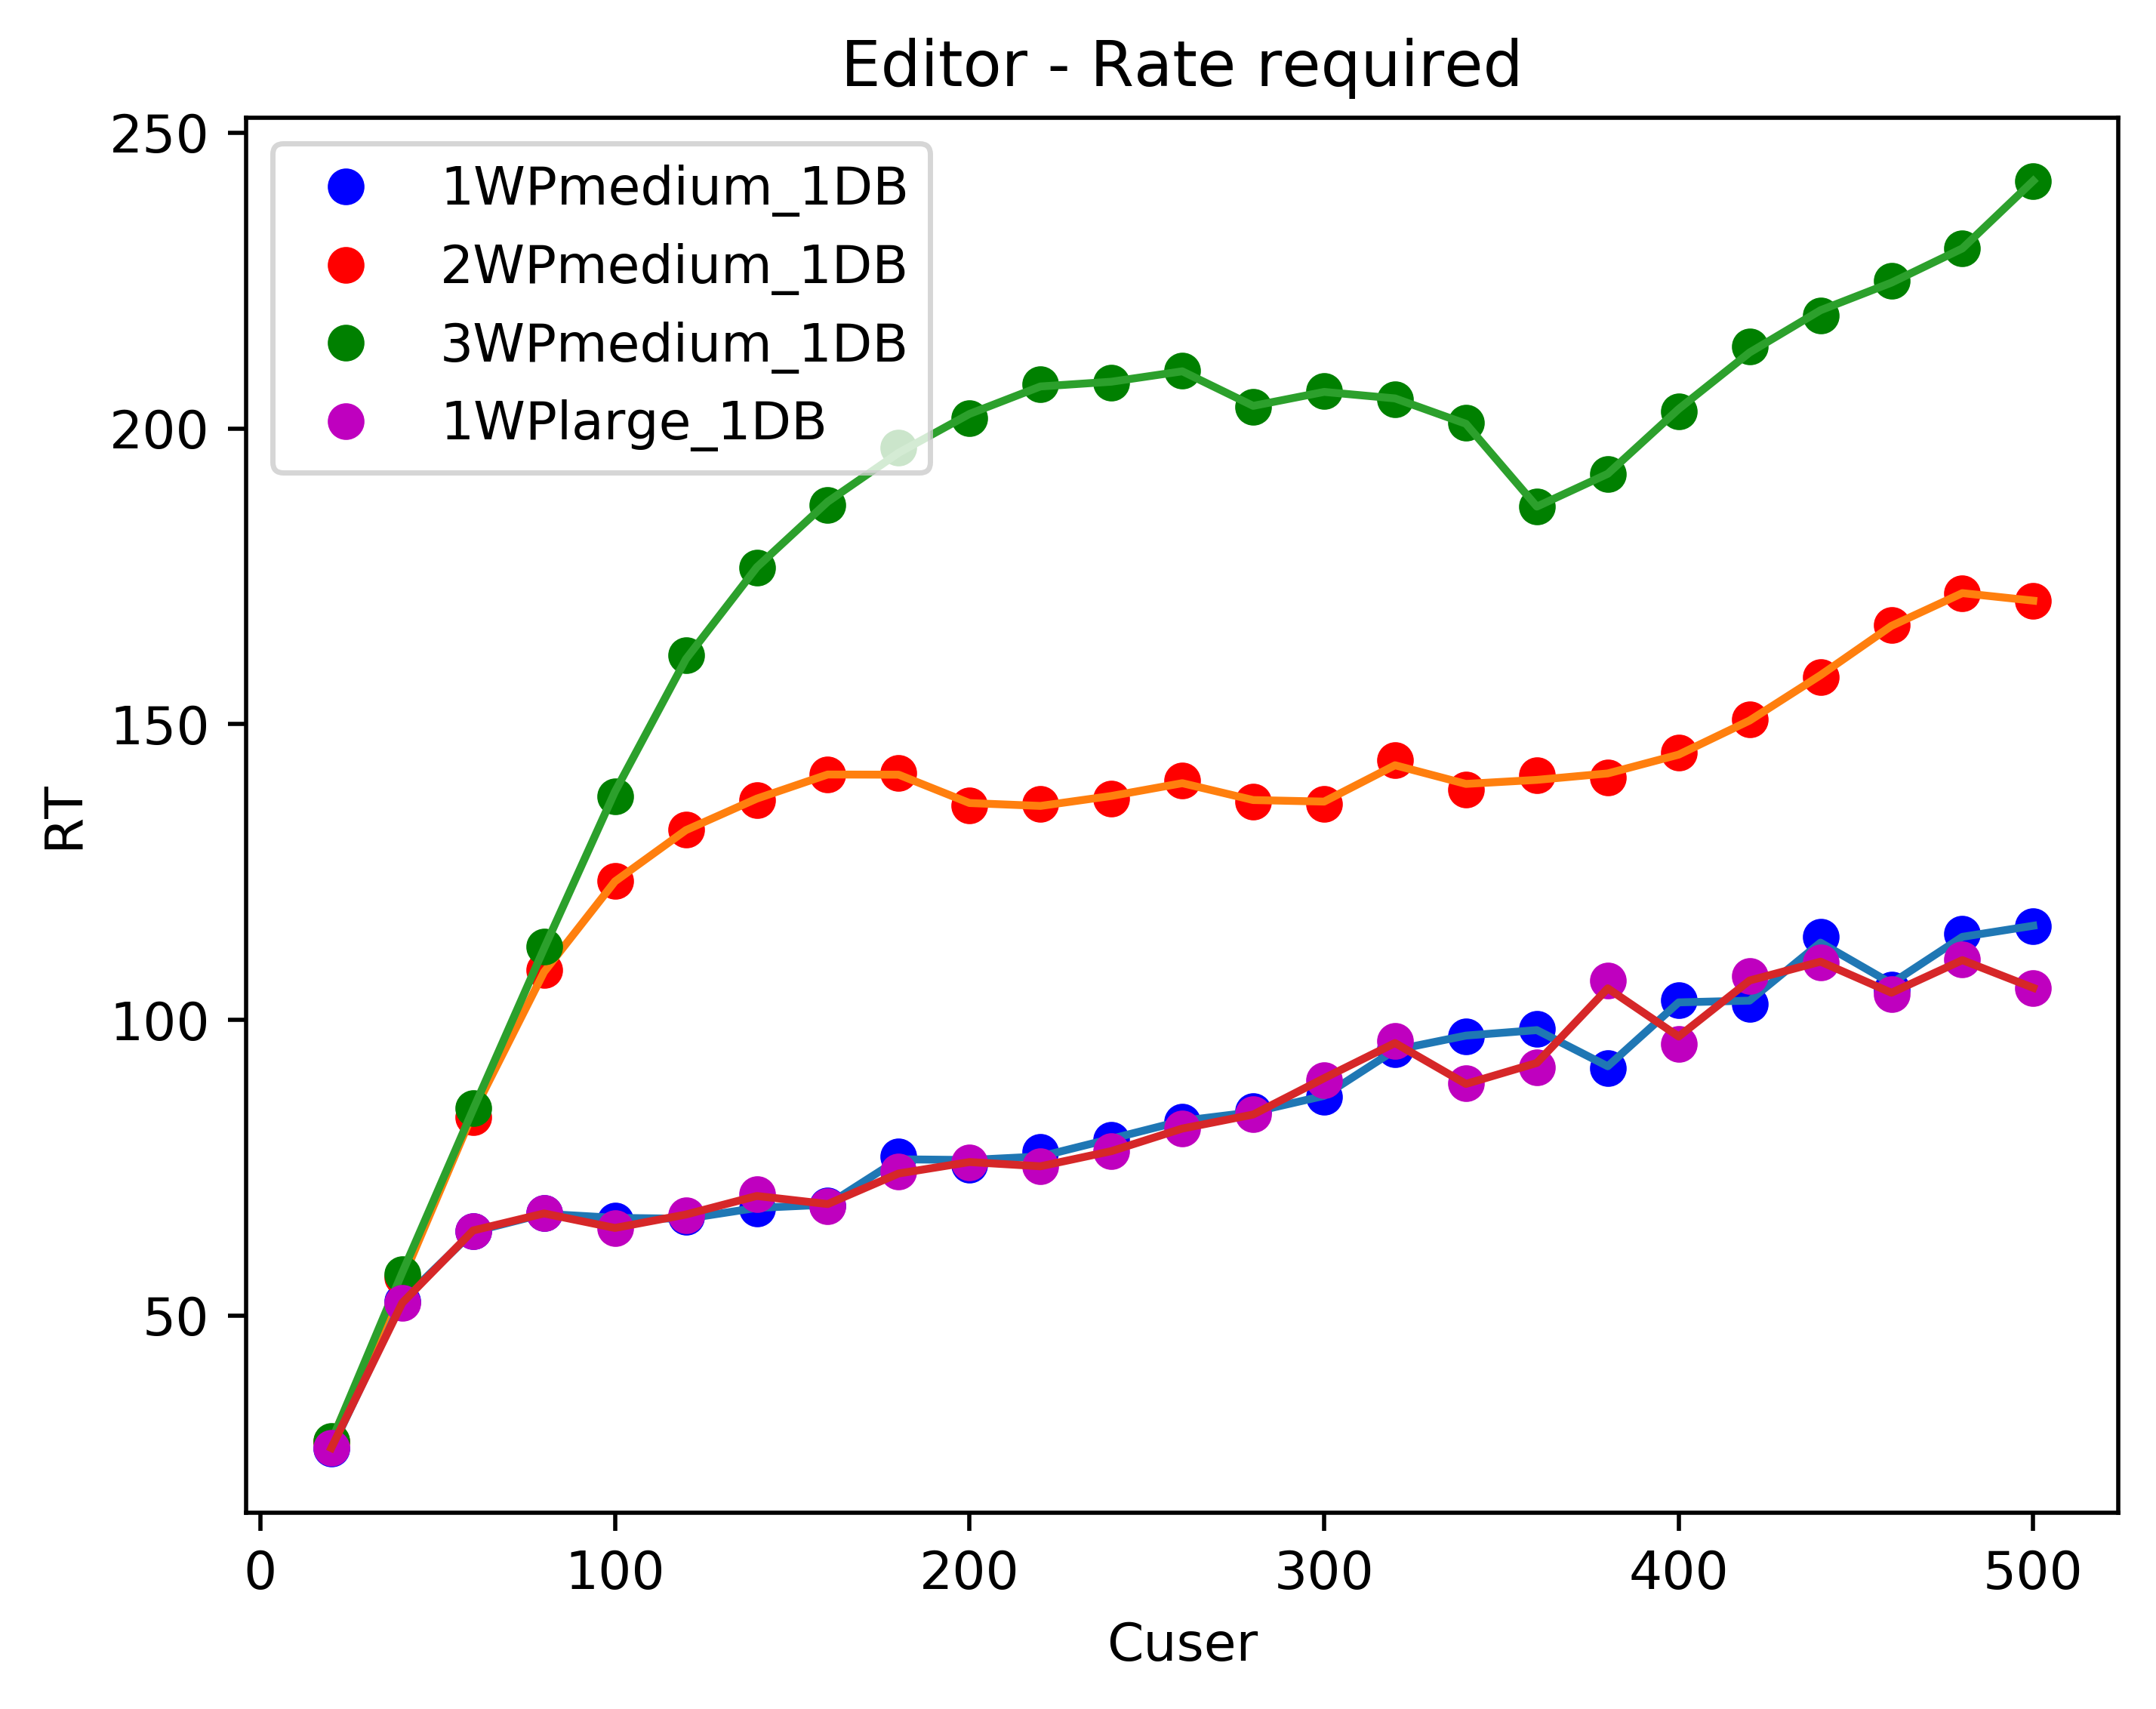 Editor - Rate required
1WPmedium_1DB
2WPmedium_1DB
3WPmedium_1DB
1WPlarge_1DB
RT
250
200
150
100
50
0 100 200 300 400 500
Cuser